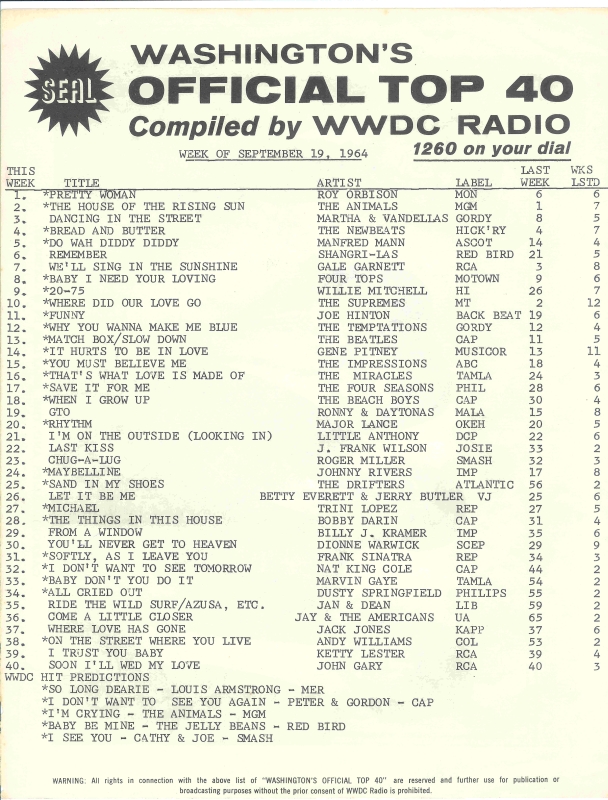 WASHINGTON'S
SEAL
OFFICIAL TOP 40
Compiled by WWDC RADIO
WEEK OF SEPTEMBER 19, 1964
1260 on your dial
THIS LAST WKS
WEEK TITLE ARTIST LABEL WEEK LSTD
1. *PRETTY WOMAN ROY ORBISON MON 6 6
2. *THE HOUSE OF THE RISING SUN THE ANIMALS MGM 1 7
3. DANCING IN THE STREET MARTHA & VANDELLAS GORDY 8 5
4. *BREAD AND BUTTER THE NEWBEATS HICK'RY 4 7
5. *DO WAH DIDDY DIDDY MANFRED MANN ASCOT 14 4
6. REMEMBER SHANGRI-LAS RED BIRD 21 5
7. WE'LL SING IN THE SUNSHINE GALE GARNETT RCA 3 8
8. *BABY I NEED YOUR LOVING FOUR TOPS MOTOWN 9 6
9. *20-75 WILLIE MITCHELL HI 26 7
10. *WHERE DID OUR LOVE GO THE SUPREMES MT 2 12
11. *FUNNY JOE HINTON BACK BEAT 19 6
12. *WHY YOU WANNA MAKE ME BLUE THE TEMPTATIONS GORDY 12 4
13. *MATCH BOX/SLOW DOWN THE BEATLES CAP 11 5
14. *IT HURTS TO BE IN LOVE GENE PITNEY MUSICOR 13 11
15. *YOU MUST BELIEVE ME THE IMPRESSIONS ABC 18 4
16. *THAT'S WHAT LOVE IS MADE OF THE MIRACLES TAMLA 24 3
17. *SAVE IT FOR ME THE FOUR SEASONS PHIL 28 6
18. *WHEN I GROW UP THE BEACH BOYS CAP 30 4
19. GTO RONNY & DAYTONAS MALA 15 8
20. *RHYTHM MAJOR LANCE OKEH 20 5
21. I'M ON THE OUTSIDE (LOOKING IN) LITTLE ANTHONY DCP 22 6
22. LAST KISS J. FRANK WILSON JOSIE 33 2
23. CHUG-A-LUG ROGER MILLER SMASH 32 3
24. *MAYBELLINE JOHNNY RIVERS IMP 17 8
25. *SAND IN MY SHOES THE DRIFTERS ATLANTIC 56 2
26. LET IT BE ME BETTY EVERETT & JERRY BUTLER VJ 25 6
27. *MICHAEL TRINI LOPEZ REP 27 5
28. *THE THINGS IN THIS HOUSE BOBBY DARIN CAP 31 4
29. FROM A WINDOW BILLY J. KRAMER IMP 35 6
30. YOU'LL NEVER GET TO HEAVEN DIONNE WARWICK SCEP 29 9
31. *SOFTLY, AS I LEAVE YOU FRANK SINATRA REP 34 3
32. *I DON'T WANT TO SEE TOMORROW NAT KING COLE CAP 44 2
33. *BABY DON'T YOU DO IT MARVIN GAYE TAMLA 54 2
34. *ALL CRIED OUT DUSTY SPRINGFIELD PHILIPS 55 2
35. RIDE THE WILD SURF/AZUSA, ETC. JAN & DEAN LIB 59 2
36. COME A LITTLE CLOSER JAY & THE AMERICANS UA 65 2
37. WHERE LOVE HAS GONE JACK JONES KAPP 37 6
38. *ON THE STREET WHERE YOU LIVE ANDY WILLIAMS COL 53 2
39. I TRUST YOU BABY KETTY LESTER RCA 39 4
40. SOON I'LL WED MY LOVE JOHN GARY RCA 40 3
WWDC HIT PREDICTIONS
*SO LONG DEARIE - LOUIS ARMSTRONG - MER
*I DON'T WANT TO SEE YOU AGAIN - PETER & GORDON - CAP
*I'M CRYING - THE ANIMALS - MGM
*BABY BE MINE - THE JELLY BEANS - RED BIRD
*I SEE YOU - CATHY & JOE - SMASH
WARNING: All rights in connection with the above list of "WASHINGTON'S OFFICIAL TOP 40" are reserved and further use for publication or
broadcasting purposes without the prior consent of WWDC Radio is prohibited.